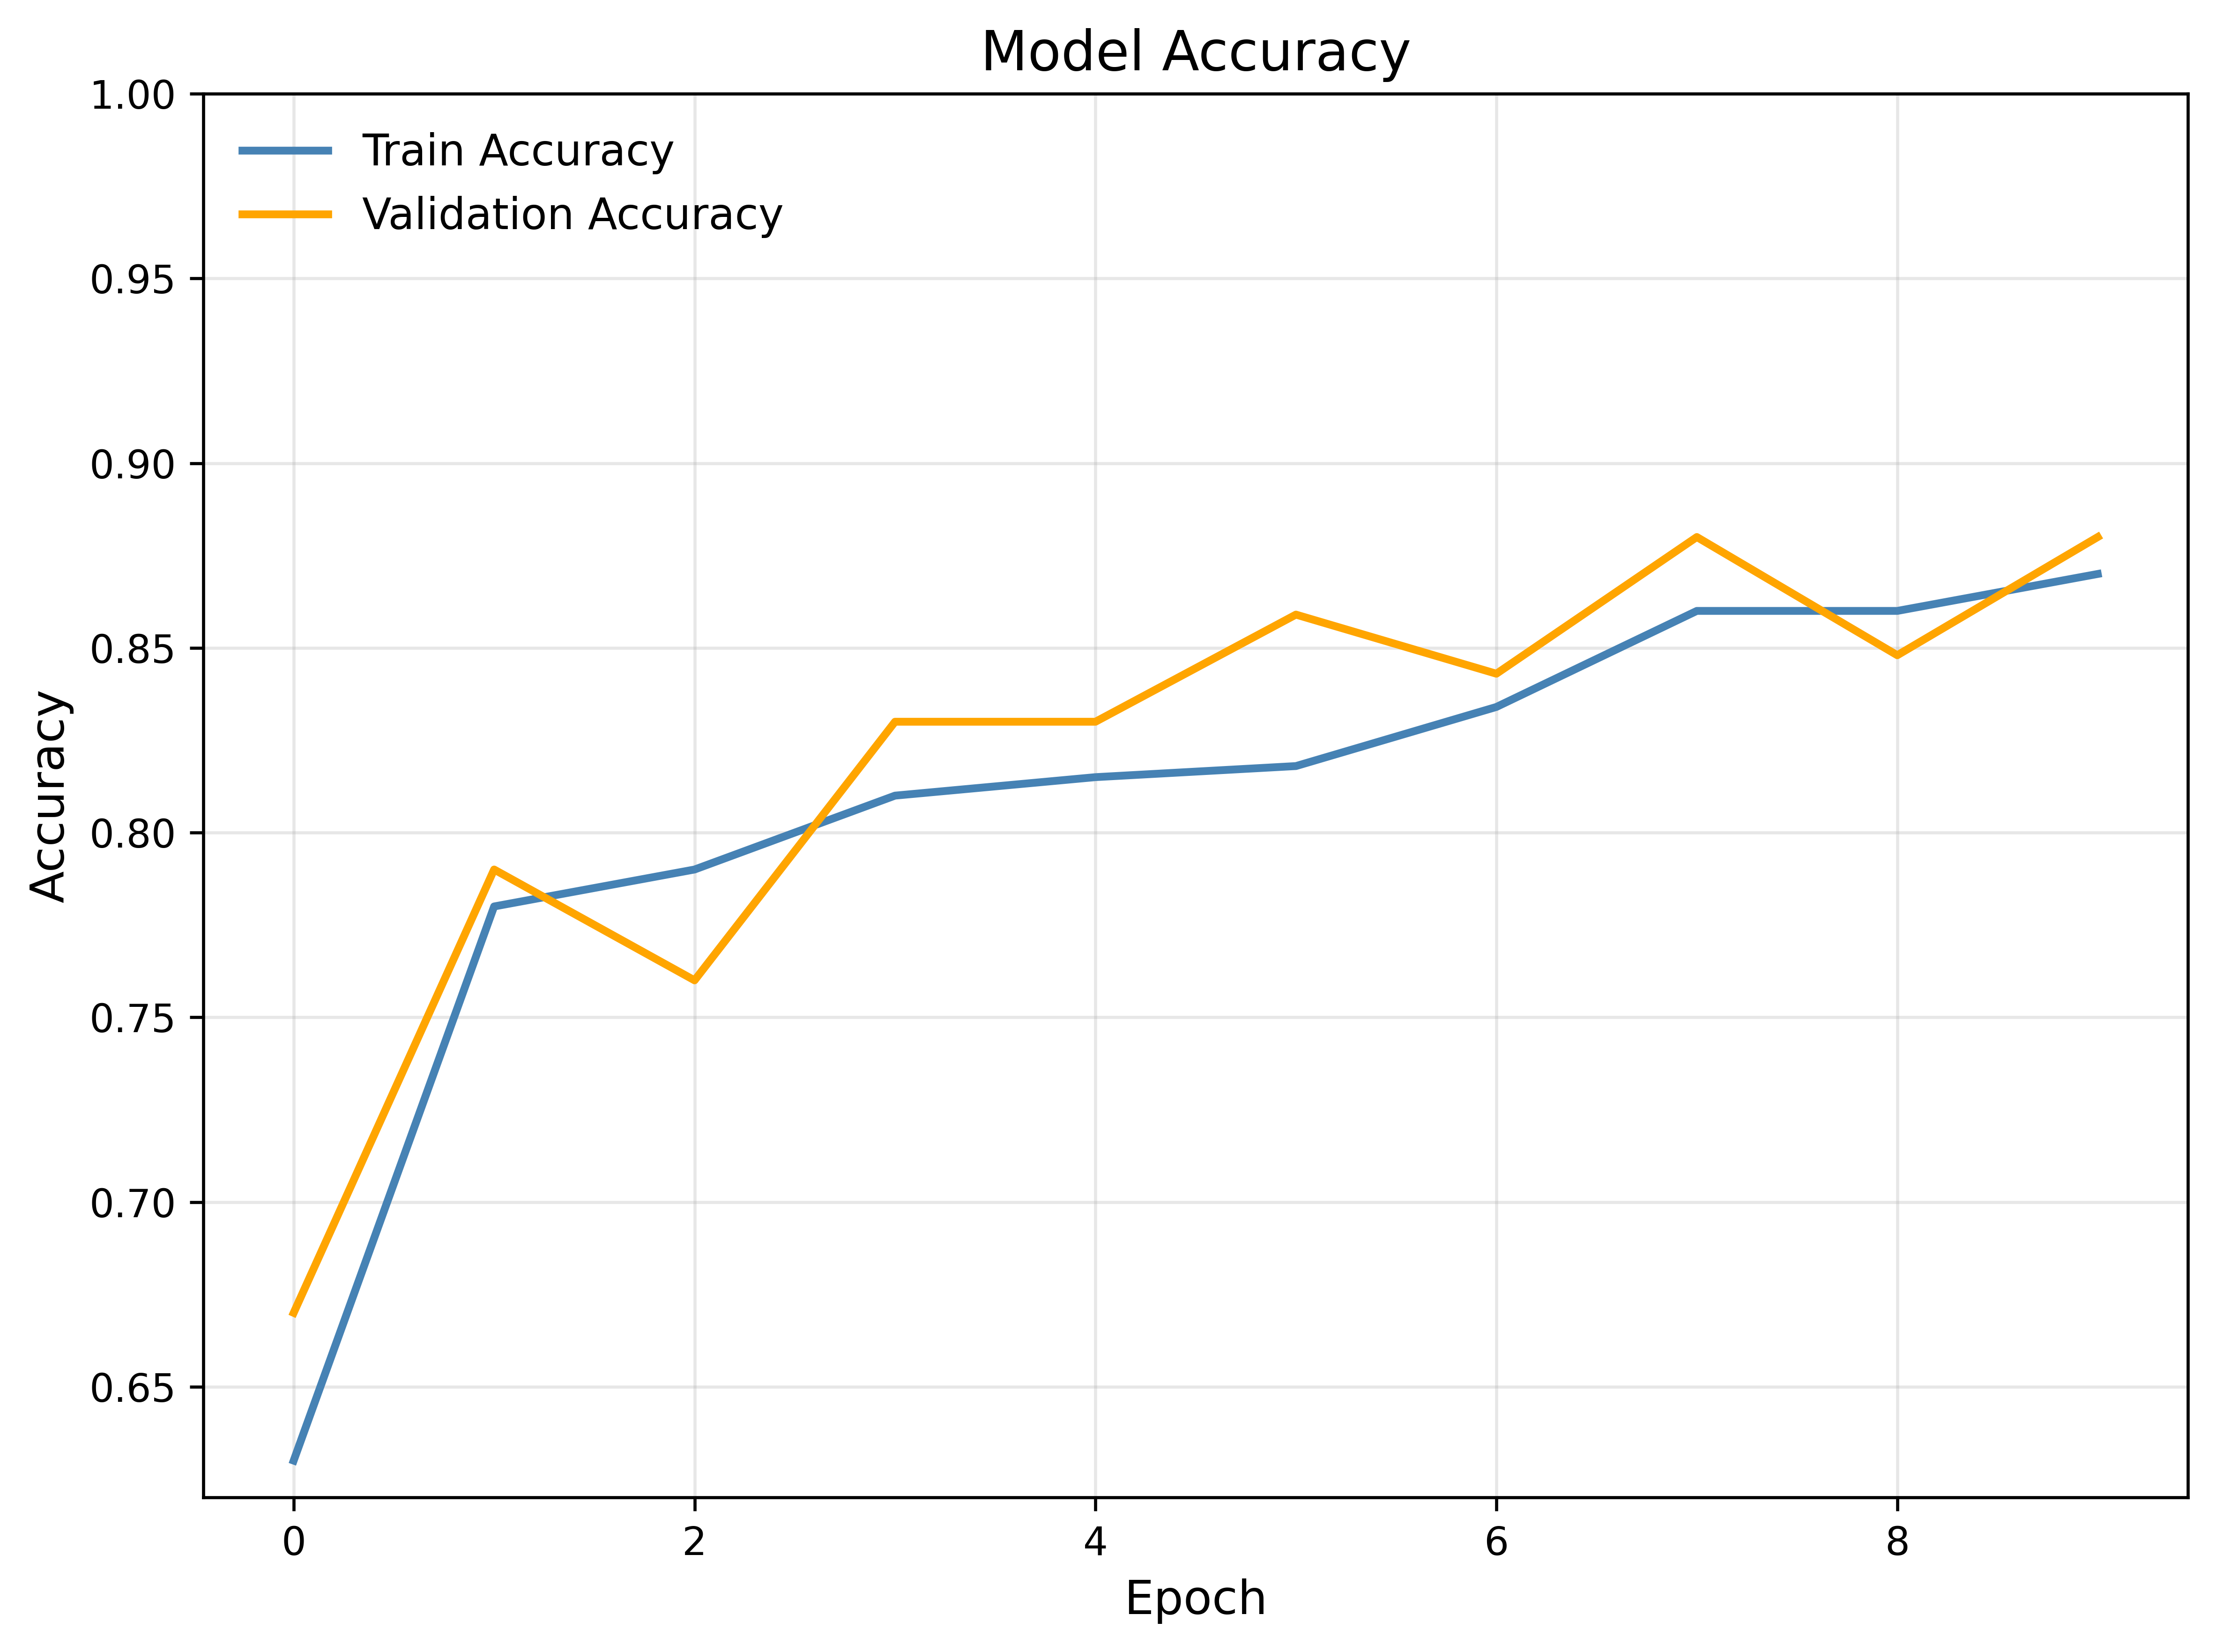 Model Accuracy
Train Accuracy
Validation Accuracy
1.00
0.95
0.90
0.85
0.80
0.75
0.70
0.65
Accuracy
0 2 4 6 8
Epoch